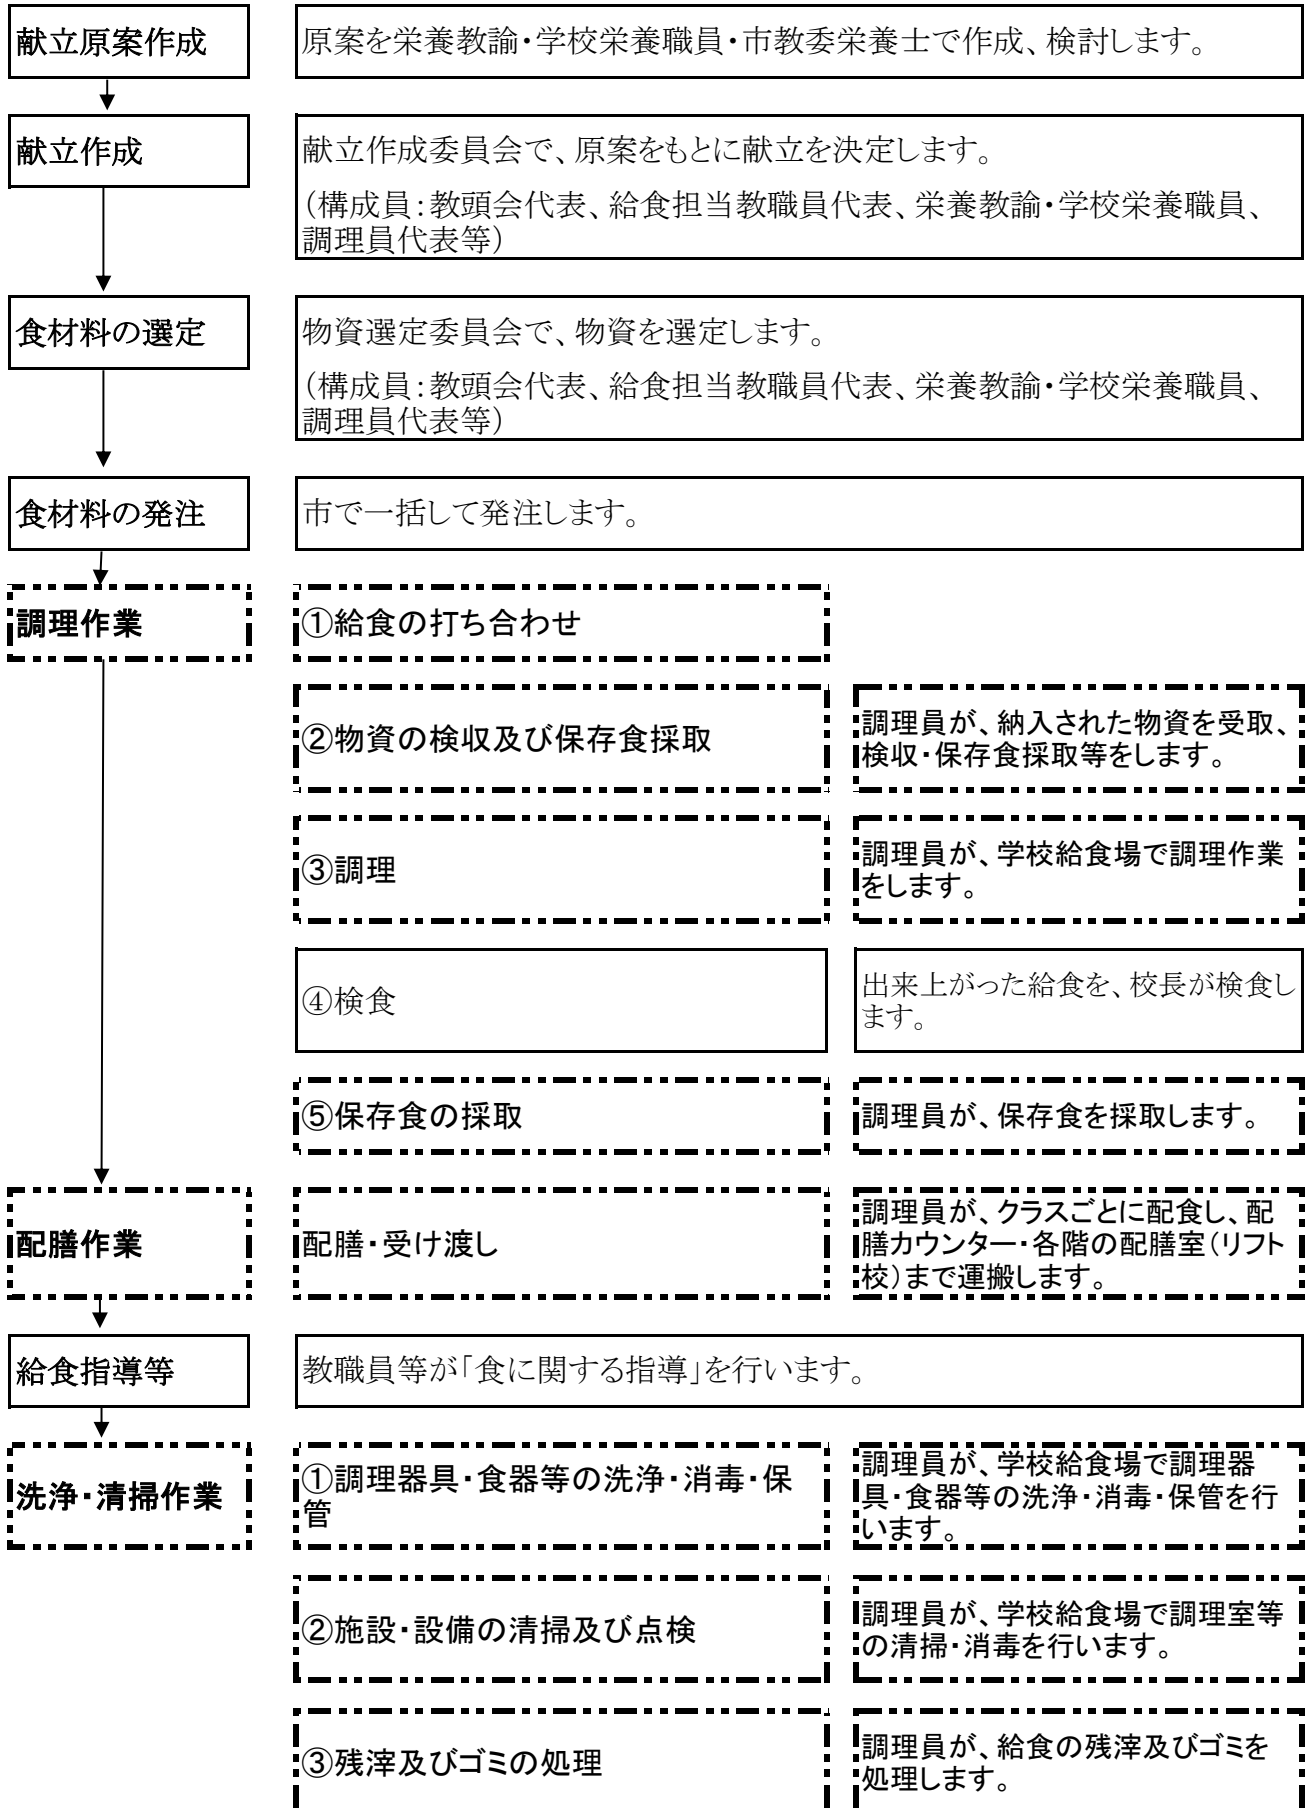 献立原案作成
原案を栄養教諭・学校栄養職員・市教委栄養士で作成、検討します。
献立作成
献立作成委員会で、原案をもとに献立を決定します。
（構成員：教頭会代表、給食担当教職員代表、栄養教諭・学校栄養職員、
調理員代表等）
食材料の選定
物資選定委員会で、物資を選定します。
（構成員：教頭会代表、給食担当教職員代表、栄養教諭・学校栄養職員、
調理員代表等）
食材料の発注
市で一括して発注します。
調理作業
①給食の打ち合わせ
②物資の検収及び保存食採取
調理員が、納入された物資を受取、
検収・保存食採取等をします。
③調理
調理員が、学校給食場で調理作業
をします。
④検食
出来上がった給食を、校長が検食し
ます。
⑤保存食の採取
調理員が、保存食を採取します。
配膳作業
配膳・受け渡し
調理員が、クラスごとに配食し、配
膳カウンター・各階の配膳室（リフト
校）まで運搬します。
給食指導等
教職員等が「食に関する指導」を行います。
洗浄・清掃作業
①調理器具・食器等の洗浄・消毒・保
管
調理員が、学校給食場で調理器
具・食器等の洗浄・消毒・保管を行
います。
②施設・設備の清掃及び点検
調理員が、学校給食場で調理室等
の清掃・消毒を行います。
③残滓及びゴミの処理
調理員が、給食の残滓及びゴミを
処理します。